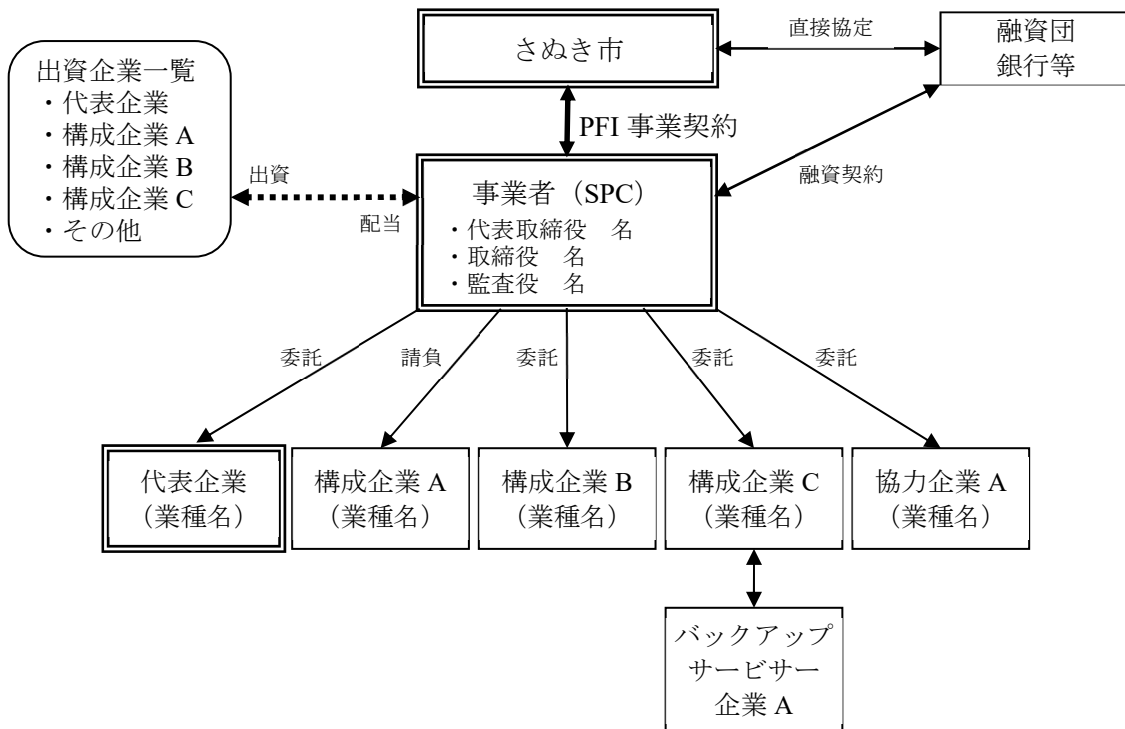 さぬき市
直接協定
融資団
銀行等
出資企業一覧
・代表企業
・構成企業 A
・構成企業 B
・構成企業 C
・その他
PFI 事業契約
出資
配当
融資契約
事業者（SPC）
・代表取締役　名
・取締役　名
・監査役　名
委託
請負
委託
委託
委託
代表企業
（業種名）
構成企業 A
（業種名）
構成企業 B
（業種名）
構成企業 C
（業種名）
協力企業 A
（業種名）
バックアップ
サービサー
企業 A